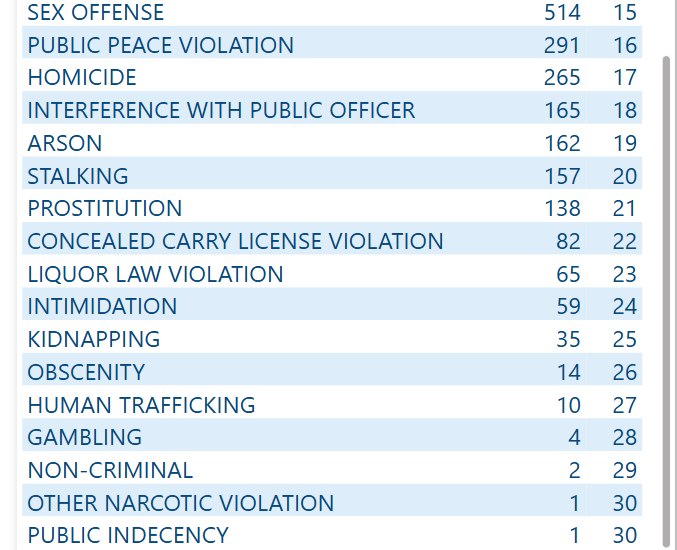 SEX OFFENSE 514 15
PUBLIC PEACE VIOLATION 291 16
HOMICIDE 265 17
INTERFERENCE WITH PUBLIC OFFICER 165 18
ARSON 162 19
STALKING 157 20
PROSTITUTION 138 21
CONCEALED CARRY LICENSE VIOLATION 82 22
LIQUOR LAW VIOLATION 65 23
INTIMIDATION 59 24
KIDNAPPING 35 25
OBSCENITY 14 26
HUMAN TRAFFICKING 10 27
GAMBLING 4 28
NON-CRIMINAL 2 29
OTHER NARCOTIC VIOLATION 1 30
PUBLIC INDECENCY 1 30